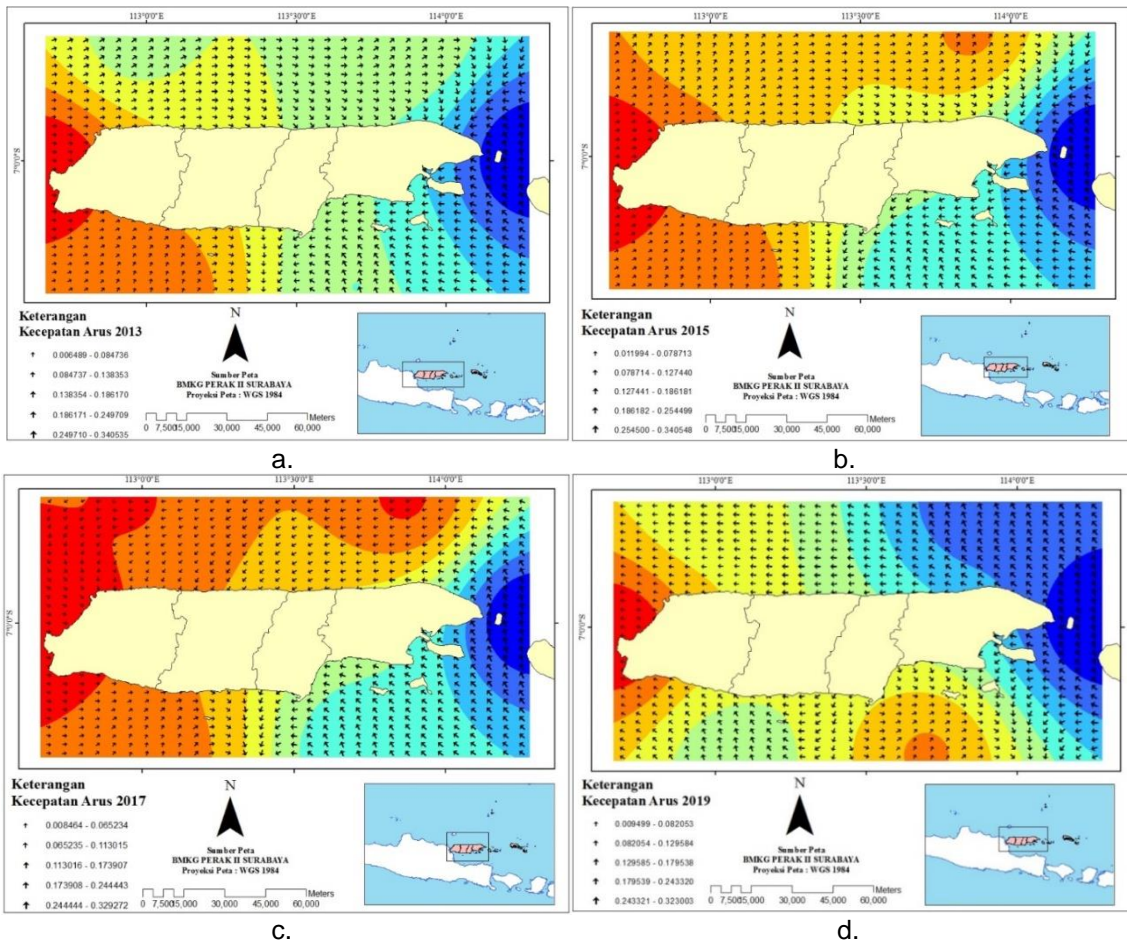 113°0'0"E 113°30'0"E 114°0'0"E
7°0'0"S
Keterangan
Kecepatan Arus 2013
0.006489 - 0.084736
0.084737 - 0.138353
0.138354 - 0.186170
0.186171 - 0.249709
0.249710 - 0.340535
N
Sumber Peta
BMKG PERAK II SURABAYA
Proyeksi Peta : WGS 1984
Meters
0 7,500 15,000 30,000 45,000 60,000
a.
113°0'0"E 113°30'0"E 114°0'0"E
7°0'0"S
Keterangan
Kecepatan Arus 2015
0.011994 - 0.078713
0.078714 - 0.127440
0.127441 - 0.186181
0.186182 - 0.254499
0.254500 - 0.340548
N
Sumber Peta
BMKG PERAK II SURABAYA
Proyeksi Peta : WGS 1984
Meters
0 7,500 15,000 30,000 45,000 60,000
b.
113°0'0"E 113°30'0"E 114°0'0"E
7°0'0"S
Keterangan
Kecepatan Arus 2017
0.008464 - 0.065234
0.065235 - 0.113015
0.113016 - 0.173907
0.173908 - 0.244443
0.244444 - 0.329272
N
Sumber Peta
BMKG PERAK II SURABAYA
Proyeksi Peta : WGS 1984
Meters
0 7,500 15,000 30,000 45,000 60,000
c.
113°0'0"E 113°30'0"E 114°0'0"E
7°0'0"S
Keterangan
Kecepatan Arus 2019
0.009499 - 0.082053
0.082054 - 0.129584
0.129585 - 0.179538
0.179539 - 0.243320
0.243321 - 0.323003
N
Sumber Peta
BMKG PERAK II SURABAYA
Proyeksi Peta : WGS 1984
Meters
0 7,500 15,000 30,000 45,000 60,000
d.